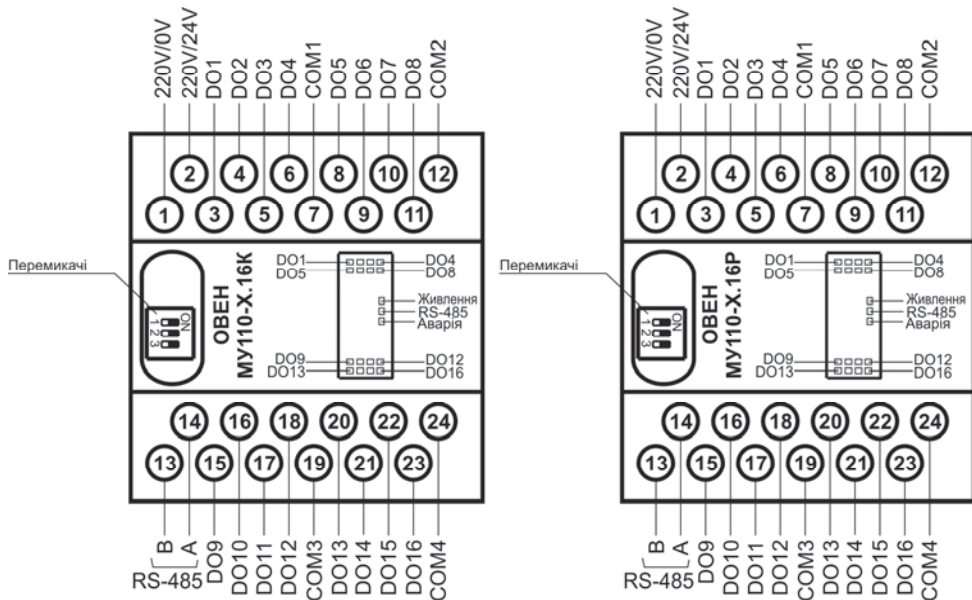 220V/0V
220V/24V
DO1
DO2
DO3
DO4
COM1
DO5
DO6
DO7
DO8
COM2
2 4 6 8 10 12
1 3 5 7 9 11
Перемикачі
ON
1 2 3
ОВЕН
МУ110-Х.16К
DO1 DO4
DO5 DO8
Живлення
RS-485
Аварія
DO9 DO12
DO13 DO16
14 16 18 20 22 24
13 15 17 19 21 23
B
A
RS-485
DO9
DO10
DO11
DO12
COM3
DO13
DO14
DO15
DO16
COM4
220V/0V
220V/24V
DO1
DO2
DO3
DO4
COM1
DO5
DO6
DO7
DO8
COM2
2 4 6 8 10 12
1 3 5 7 9 11
Перемикачі
ON
1 2 3
ОВЕН
МУ110-Х.16Р
DO1 DO4
DO5 DO8
Живлення
RS-485
Аварія
DO9 DO12
DO13 DO16
14 16 18 20 22 24
13 15 17 19 21 23
B
A
RS-485
DO9
DO10
DO11
DO12
COM3
DO13
DO14
DO15
DO16
COM4